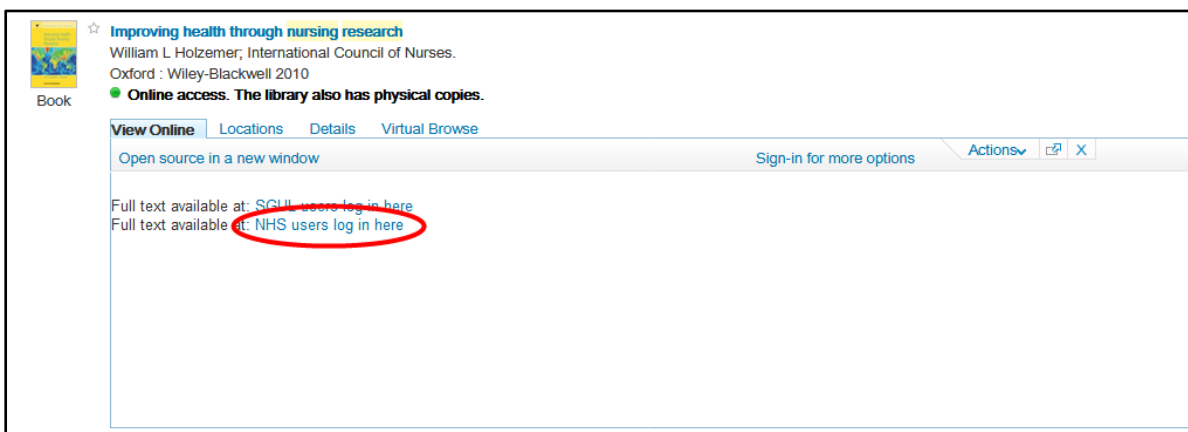 Improving health through nursing research
William L Holzemer; International Council of Nurses.
Oxford : Wiley-Blackwell 2010
Book
Online access. The library also has physical copies.
View Online Locations Details Virtual Browse
Open source in a new window Sign-in for more options Actions X
Full text available at: SGUL users log in here
Full text available at: NHS users log in here